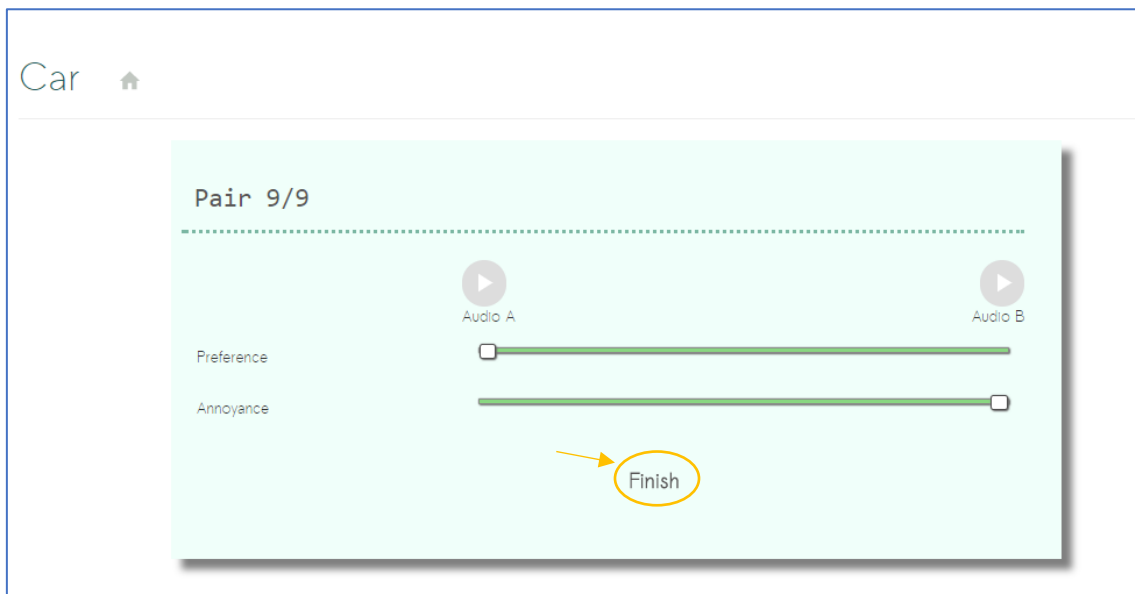 Car
Pair 9/9
Audio A
Audio B
Preference
Annoyance
Finish